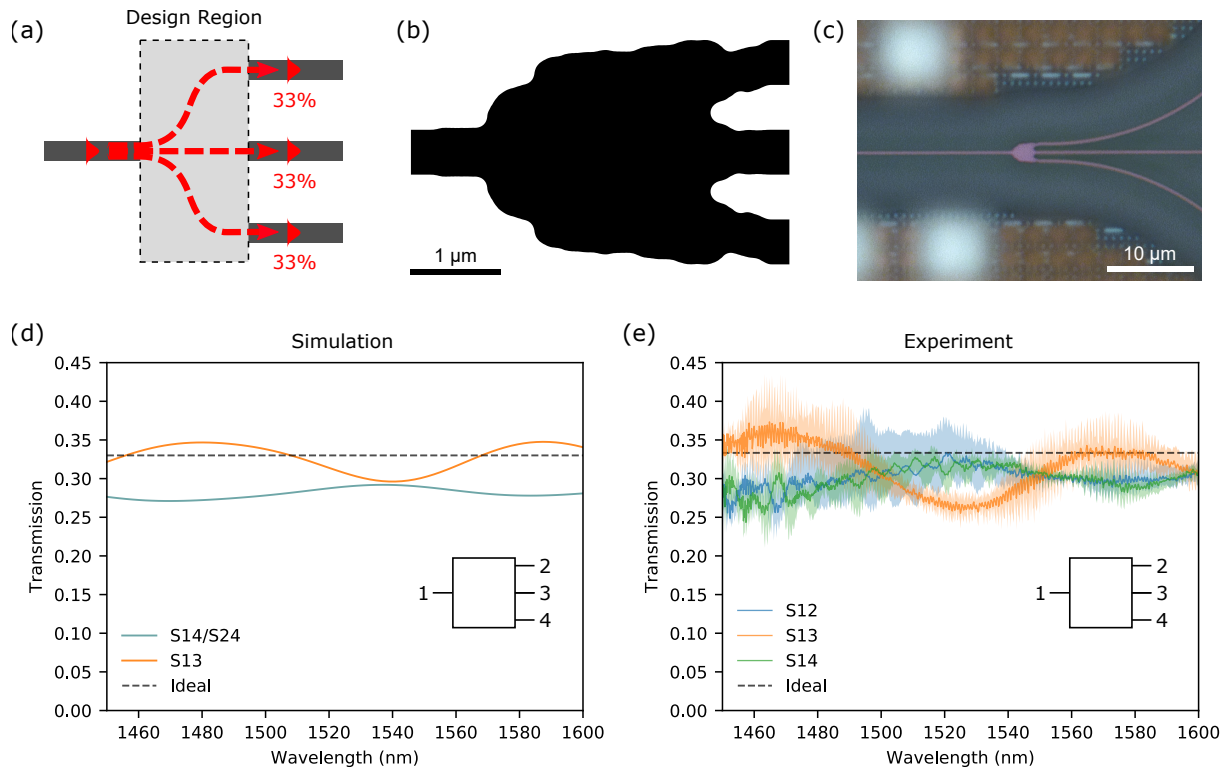 (a)
Design Region
33%
33%
33%
(b)
1 μm
(c)
10 μm
(d)
Simulation
0.45
0.40
0.35
0.30
0.25
0.20
0.15
0.10
0.05
0.00
Transmission
1
2
3
4
S14/S24
S13
Ideal
1460 1480 1500 1520 1540 1560 1580 1600
Wavelength (nm)
(e)
Experiment
0.45
0.40
0.35
0.30
0.25
0.20
0.15
0.10
0.05
0.00
Transmission
1
2
3
4
S12
S13
S14
Ideal
1460 1480 1500 1520 1540 1560 1580 1600
Wavelength (nm)